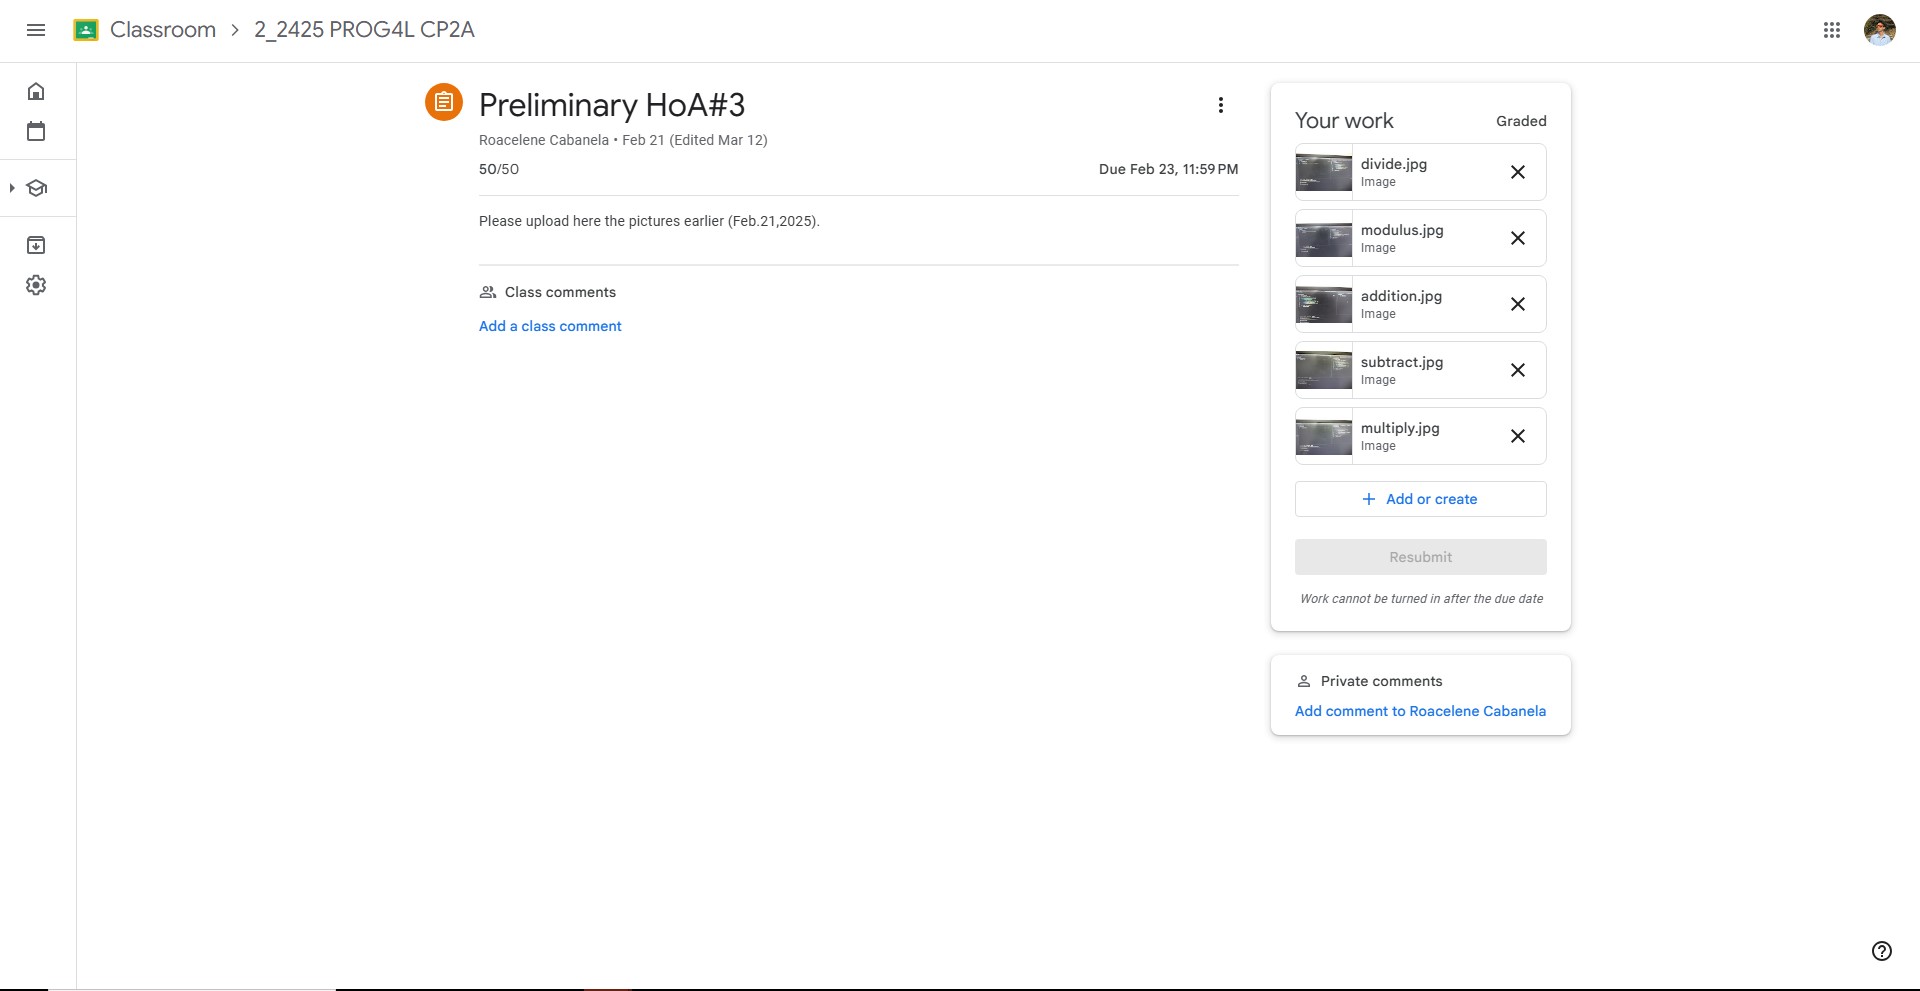 Classroom > 2_2425 PROG4L CP2A
Preliminary HoA#3
Roacelene Cabanela • Feb 21 (Edited Mar 12)
50/50
Due Feb 23, 11:59 PM
Please upload here the pictures earlier (Feb.21,2025).
Class comments
Add a class comment
Your work
Graded
divide.jpg
Image
modulus.jpg
Image
addition.jpg
Image
subtract.jpg
Image
multiply.jpg
Image
+ Add or create
Resubmit
Work cannot be turned in after the due date
Private comments
Add comment to Roacelene Cabanela